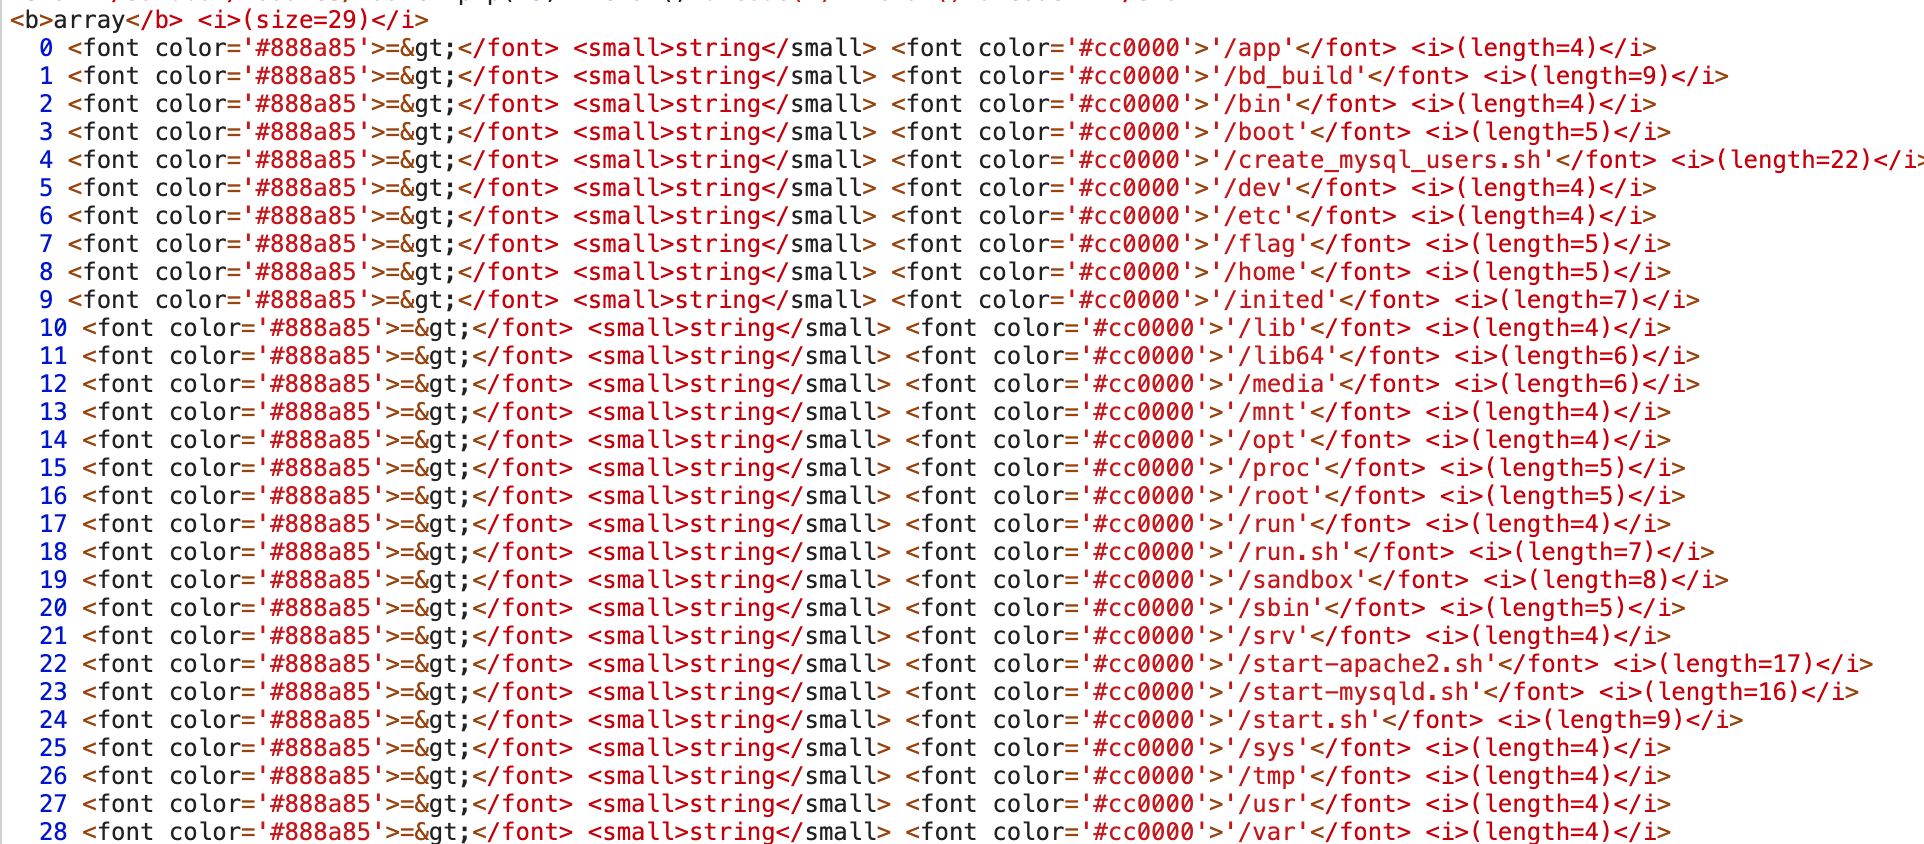 <b>array</b> <i>(size=29)</i>
0 <font color='#888a85'>=&gt;</font> <small>string</small> <font color='#cc0000'>'/app'</font> <i>(length=4)</i>
1 <font color='#888a85'>=&gt;</font> <small>string</small> <font color='#cc0000'>'/bd_build'</font> <i>(length=9)</i>
2 <font color='#888a85'>=&gt;</font> <small>string</small> <font color='#cc0000'>'/bin'</font> <i>(length=4)</i>
3 <font color='#888a85'>=&gt;</font> <small>string</small> <font color='#cc0000'>'/boot'</font> <i>(length=5)</i>
4 <font color='#888a85'>=&gt;</font> <small>string</small> <font color='#cc0000'>'/create_mysql_users.sh'</font> <i>(length=22)</i>
5 <font color='#888a85'>=&gt;</font> <small>string</small> <font color='#cc0000'>'/dev'</font> <i>(length=4)</i>
6 <font color='#888a85'>=&gt;</font> <small>string</small> <font color='#cc0000'>'/etc'</font> <i>(length=4)</i>
7 <font color='#888a85'>=&gt;</font> <small>string</small> <font color='#cc0000'>'/flag'</font> <i>(length=5)</i>
8 <font color='#888a85'>=&gt;</font> <small>string</small> <font color='#cc0000'>'/home'</font> <i>(length=5)</i>
9 <font color='#888a85'>=&gt;</font> <small>string</small> <font color='#cc0000'>'/inited'</font> <i>(length=7)</i>
10 <font color='#888a85'>=&gt;</font> <small>string</small> <font color='#cc0000'>'/lib'</font> <i>(length=4)</i>
11 <font color='#888a85'>=&gt;</font> <small>string</small> <font color='#cc0000'>'/lib64'</font> <i>(length=6)</i>
12 <font color='#888a85'>=&gt;</font> <small>string</small> <font color='#cc0000'>'/media'</font> <i>(length=6)</i>
13 <font color='#888a85'>=&gt;</font> <small>string</small> <font color='#cc0000'>'/mnt'</font> <i>(length=4)</i>
14 <font color='#888a85'>=&gt;</font> <small>string</small> <font color='#cc0000'>'/opt'</font> <i>(length=4)</i>
15 <font color='#888a85'>=&gt;</font> <small>string</small> <font color='#cc0000'>'/proc'</font> <i>(length=5)</i>
16 <font color='#888a85'>=&gt;</font> <small>string</small> <font color='#cc0000'>'/root'</font> <i>(length=5)</i>
17 <font color='#888a85'>=&gt;</font> <small>string</small> <font color='#cc0000'>'/run'</font> <i>(length=4)</i>
18 <font color='#888a85'>=&gt;</font> <small>string</small> <font color='#cc0000'>'/run.sh'</font> <i>(length=7)</i>
19 <font color='#888a85'>=&gt;</font> <small>string</small> <font color='#cc0000'>'/sandbox'</font> <i>(length=8)</i>
20 <font color='#888a85'>=&gt;</font> <small>string</small> <font color='#cc0000'>'/sbin'</font> <i>(length=5)</i>
21 <font color='#888a85'>=&gt;</font> <small>string</small> <font color='#cc0000'>'/srv'</font> <i>(length=4)</i>
22 <font color='#888a85'>=&gt;</font> <small>string</small> <font color='#cc0000'>'/start-apache2.sh'</font> <i>(length=17)</i>
23 <font color='#888a85'>=&gt;</font> <small>string</small> <font color='#cc0000'>'/start-mysqld.sh'</font> <i>(length=16)</i>
24 <font color='#888a85'>=&gt;</font> <small>string</small> <font color='#cc0000'>'/start.sh'</font> <i>(length=9)</i>
25 <font color='#888a85'>=&gt;</font> <small>string</small> <font color='#cc0000'>'/sys'</font> <i>(length=4)</i>
26 <font color='#888a85'>=&gt;</font> <small>string</small> <font color='#cc0000'>'/tmp'</font> <i>(length=4)</i>
27 <font color='#888a85'>=&gt;</font> <small>string</small> <font color='#cc0000'>'/usr'</font> <i>(length=4)</i>
28 <font color='#888a85'>=&gt;</font> <small>string</small> <font color='#cc0000'>'/var'</font> <i>(length=4)</i>